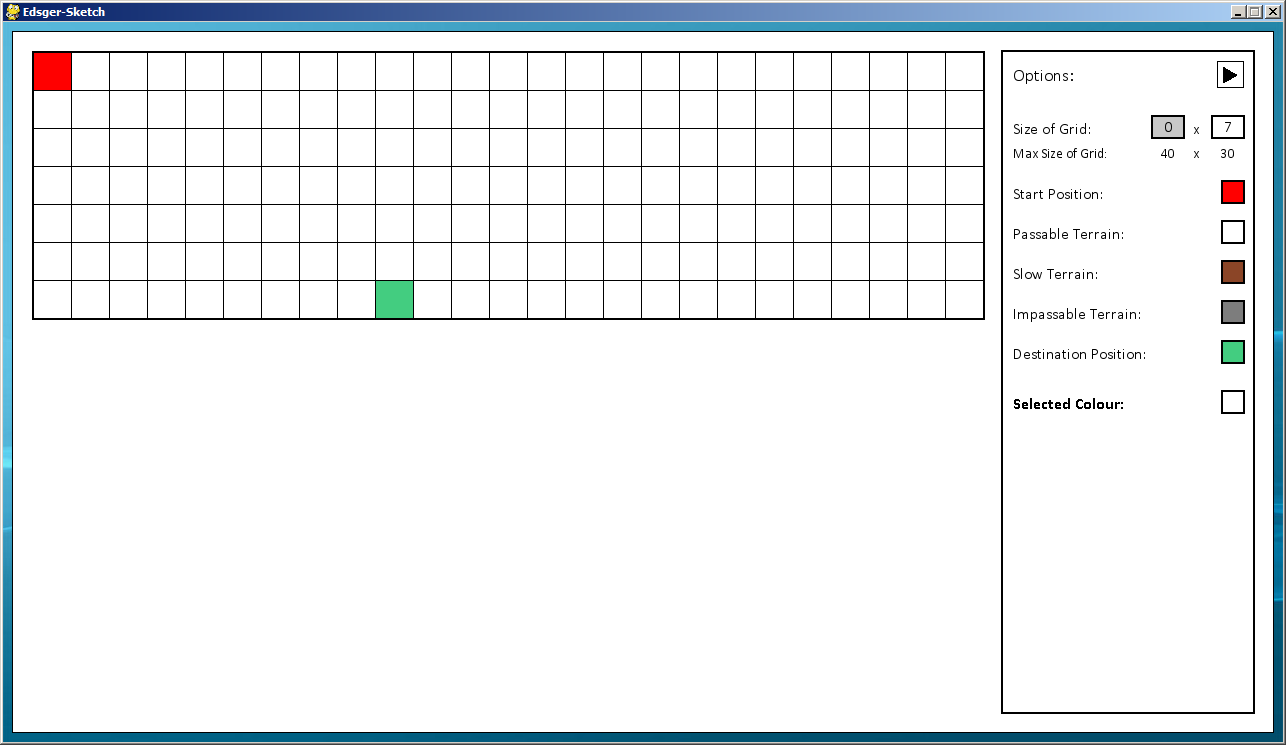 Edsger-Sketch
Options:
Size of Grid: 0 x 7
Max Size of Grid: 40 x 30
Start Position:
Passable Terrain:
Slow Terrain:
Impassable Terrain:
Destination Position:
Selected Colour: